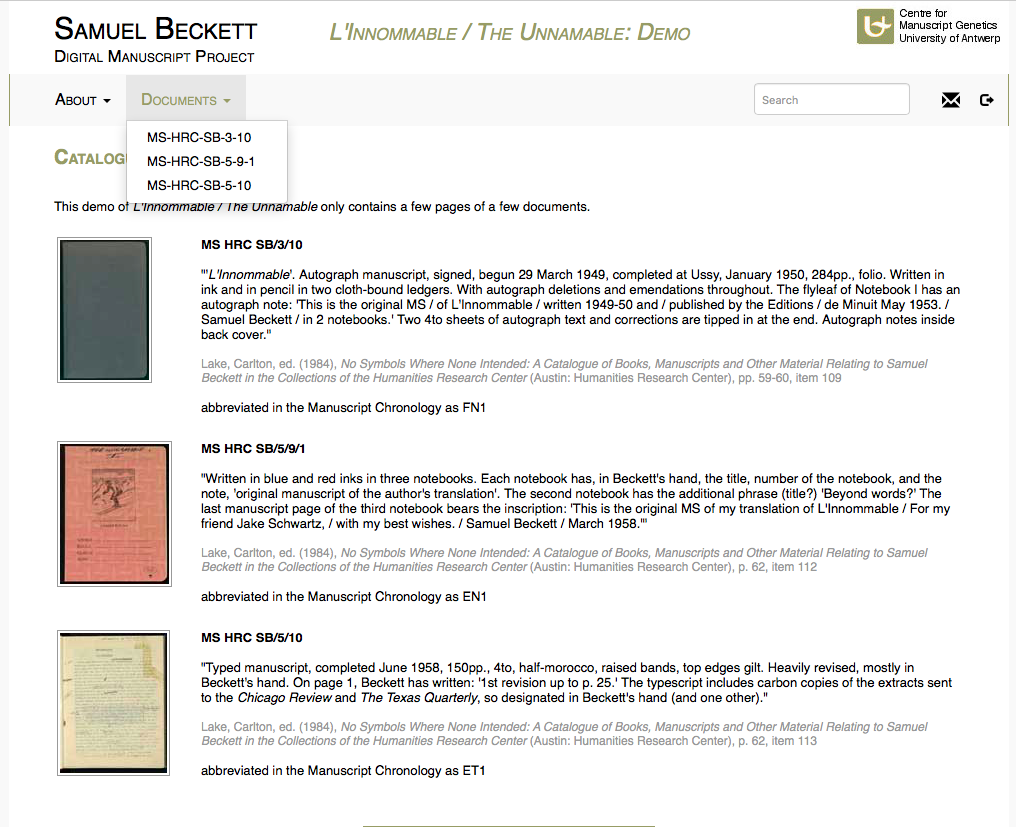 SAMUEL BECKETT
DIGITAL MANUSCRIPT PROJECT
L'INNOMMABLE / THE UNNAMABLE: DEMO
Centre for
Manuscript Genetics
University of Antwerp
ABOUT
DOCUMENTS
Search
MS-HRC-SB-3-10
MS-HRC-SB-5-9-1
MS-HRC-SB-5-10
This demo of L'Innommable / The Unnamable only contains a few pages of a few documents.
MS HRC SB/3/10
"'L'Innommable'. Autograph manuscript, signed, begun 29 March 1949, completed at Ussy, January 1950, 284pp., folio. Written in
ink and in pencil in two cloth-bound ledgers. With autograph deletions and emendations throughout. The flyleaf of Notebook I has an
autograph note: 'This is the original MS / of L'Innommable / written 1949-50 and / published by the Editions / de Minuit May 1953. /
Samuel Beckett / in 2 notebooks.' Two 4to sheets of autograph text and corrections are tipped in at the end. Autograph notes inside
back cover."
Lake, Carlton, ed. (1984), No Symbols Where None Intended: A Catalogue of Books, Manuscripts and Other Material Relating to Samuel
Beckett in the Collections of the Humanities Research Center (Austin: Humanities Research Center), pp. 59-60, item 109
abbreviated in the Manuscript Chronology as FN1
MS HRC SB/5/9/1
"Written in blue and red inks in three notebooks. Each notebook has, in Beckett's hand, the title, number of the notebook, and the
note, 'original manuscript of the author's translation'. The second notebook has the additional phrase (title?) 'Beyond words?' The
last manuscript page of the third notebook bears the inscription: 'This is the original MS of my translation of L'Innommable / For my
friend Jake Schwartz, / with my best wishes. / Samuel Beckett / March 1958.'"
Lake, Carlton, ed. (1984), No Symbols Where None Intended: A Catalogue of Books, Manuscripts and Other Material Relating to Samuel
Beckett in the Collections of the Humanities Research Center (Austin: Humanities Research Center), p. 62, item 112
abbreviated in the Manuscript Chronology as EN1
MS HRC SB/5/10
"Typed manuscript, completed June 1958, 150pp., 4to, half-morocco, raised bands, top edges gilt. Heavily revised, mostly in
Beckett's hand. On page 1, Beckett has written: '1st revision up to p. 25.' The typescript includes carbon copies of the extracts sent
to the Chicago Review and The Texas Quarterly, so designated in Beckett's hand (and one other)."
Lake, Carlton, ed. (1984), No Symbols Where None Intended: A Catalogue of Books, Manuscripts and Other Material Relating to Samuel
Beckett in the Collections of the Humanities Research Center (Austin: Humanities Research Center), p. 62, item 113
abbreviated in the Manuscript Chronology as ET1